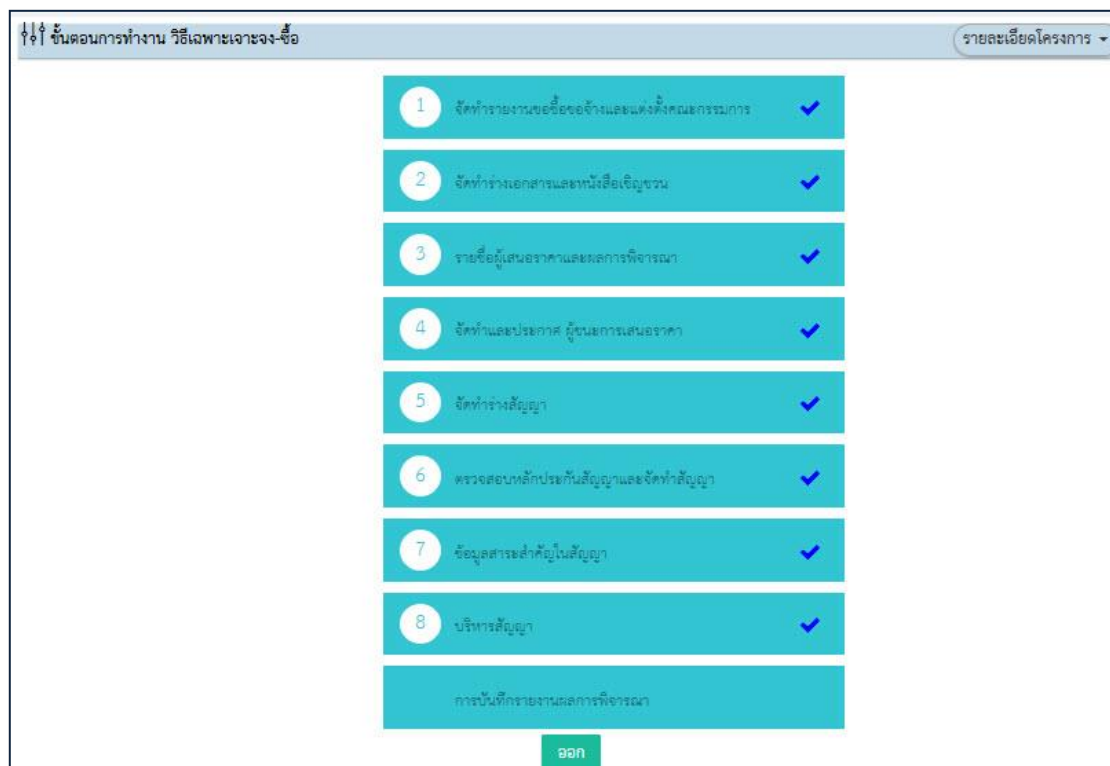 ขั้นตอนการทำงาน วิธีเฉพาะเจาะจง-ซื้อ
รายละเอียดโครงการ
1 จัดทำรายงานขอซื้อขอจ้างและแต่งตั้งคณะกรรมการ
2 จัดทำร่างเอกสารและหนังสือเชิญชวน
3 รายชื่อผู้เสนอราคาและผลการพิจารณา
4 จัดทำและประกาศ ผู้ชนะการเสนอราคา
5 จัดทำร่างสัญญา
6 ตรวจสอบหลักประกันสัญญาและจัดทำสัญญา
7 ข้อมูลสาระสำคัญในสัญญา
8 บริหารสัญญา
การบันทึกรายงานผลการพิจารณา
ออก